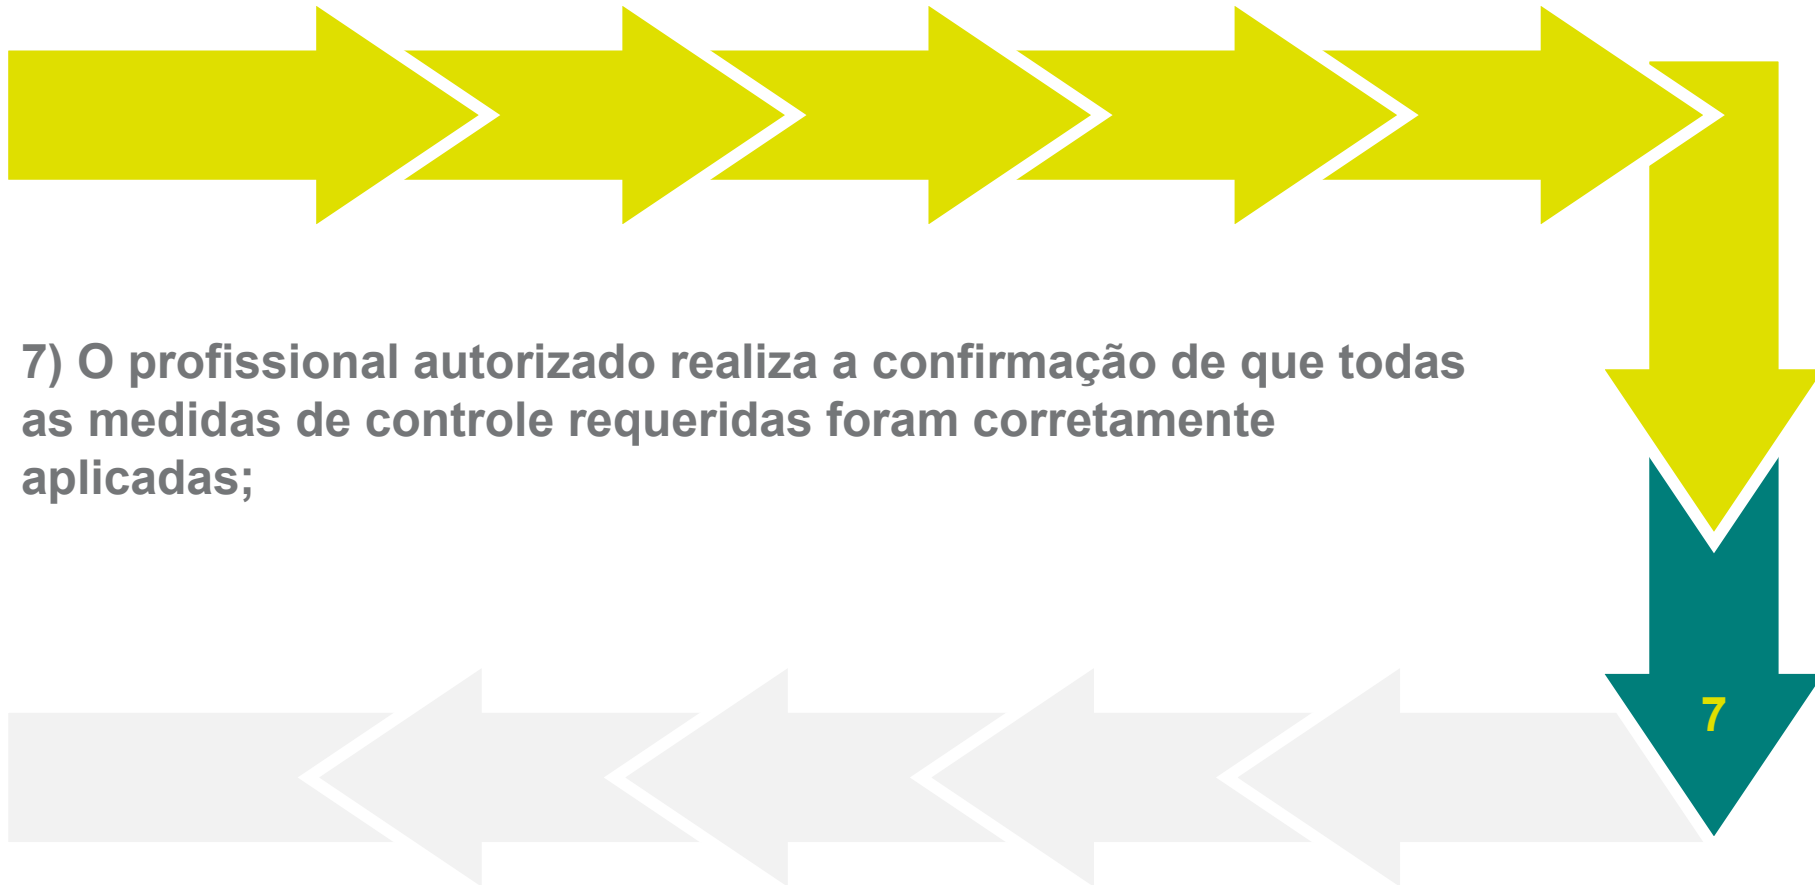 7) O profissional autorizado realiza a confirmação de que todas
as medidas de controle requeridas foram corretamente
aplicadas;
7